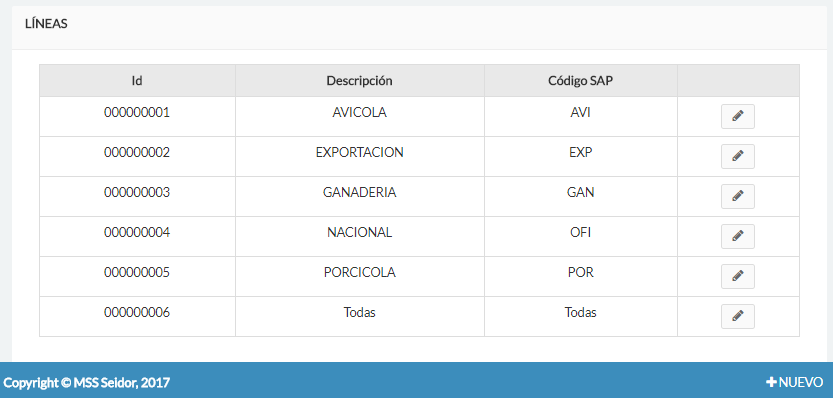 LÍNEAS
Id Descripción Código SAP
000000001 AVICOLA AVI
000000002 EXPORTACION EXP
000000003 GANADERIA GAN
000000004 NACIONAL OFI
000000005 PORCICOLA POR
000000006 Todas Todas
Copyright © MSS Seidor, 2017 NUEVO